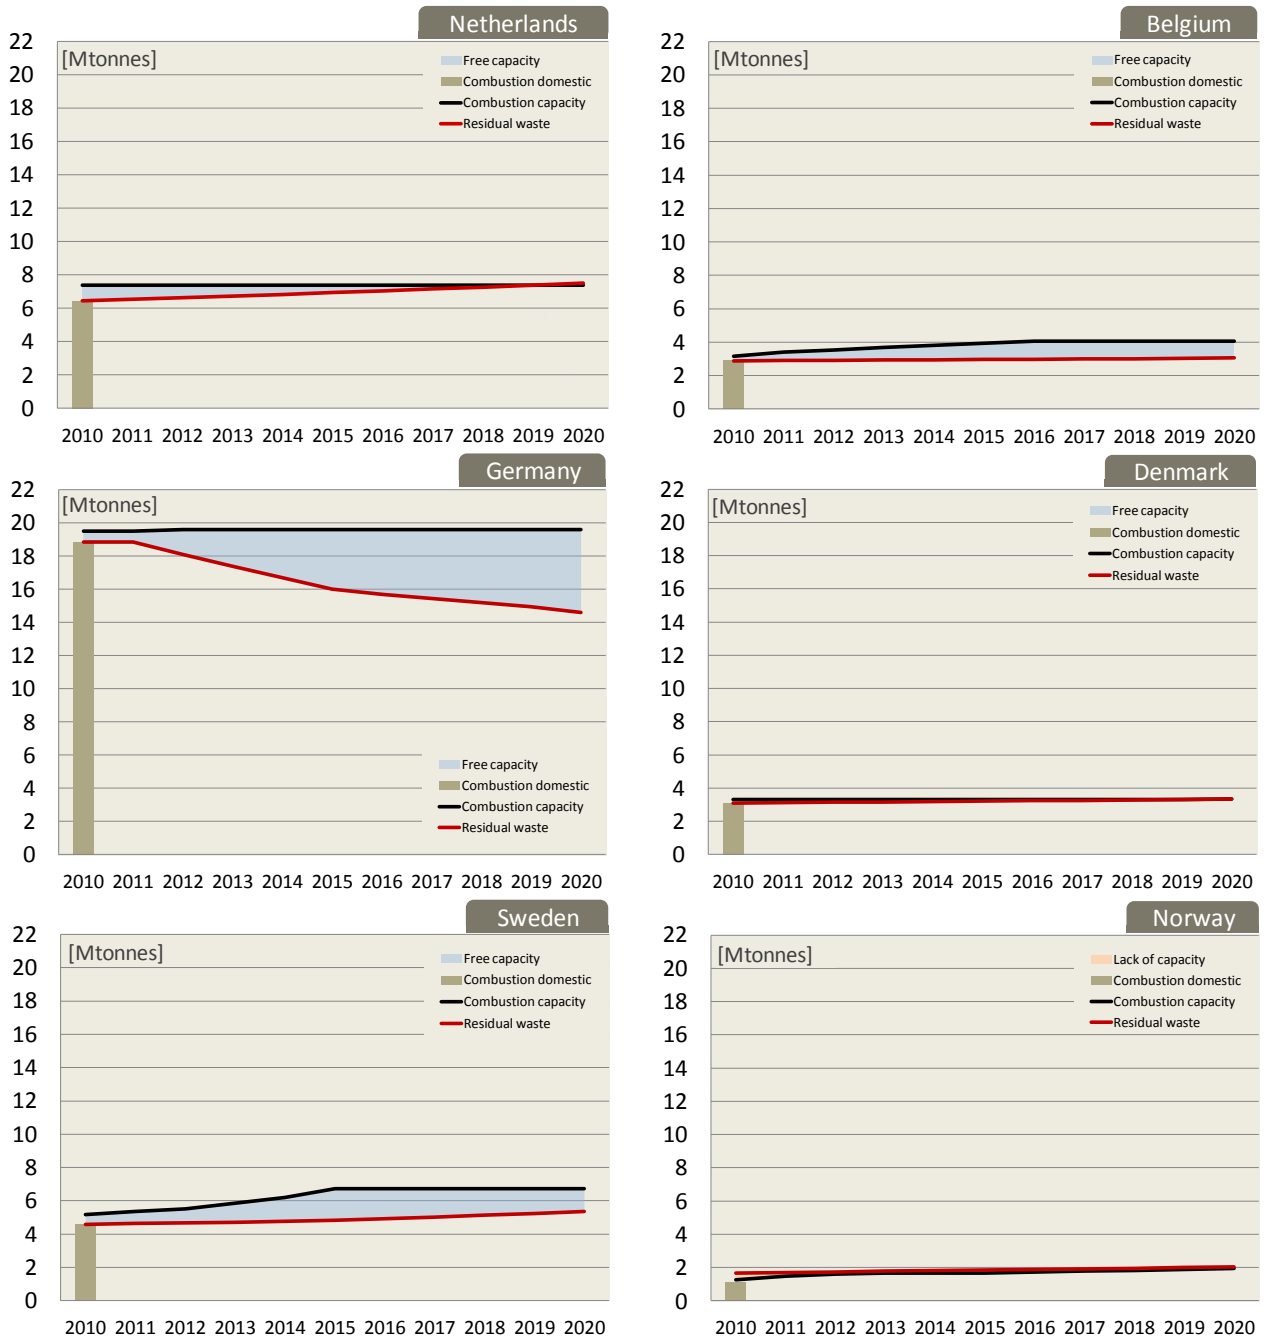 Netherlands
[Mtonnes]
Free capacity
Combustion domestic
Combustion capacity
Residual waste
22
20
18
16
14
12
10
8
6
4
2
0
2010 2011 2012 2013 2014 2015 2016 2017 2018 2019 2020
Belgium
[Mtonnes]
Free capacity
Combustion domestic
Combustion capacity
Residual waste
22
20
18
16
14
12
10
8
6
4
2
0
2010 2011 2012 2013 2014 2015 2016 2017 2018 2019 2020
Germany
[Mtonnes]
22
20
18
16
14
12
10
8
6
4
2
0
Free capacity
Combustion domestic
Combustion capacity
Residual waste
2010 2011 2012 2013 2014 2015 2016 2017 2018 2019 2020
Denmark
[Mtonnes]
Free capacity
Combustion domestic
Combustion capacity
Residual waste
22
20
18
16
14
12
10
8
6
4
2
0
2010 2011 2012 2013 2014 2015 2016 2017 2018 2019 2020
Sweden
[Mtonnes]
Free capacity
Combustion domestic
Combustion capacity
Residual waste
22
20
18
16
14
12
10
8
6
4
2
0
2010 2011 2012 2013 2014 2015 2016 2017 2018 2019 2020
Norway
[Mtonnes]
Lack of capacity
Combustion domestic
Combustion capacity
Residual waste
22
20
18
16
14
12
10
8
6
4
2
0
2010 2011 2012 2013 2014 2015 2016 2017 2018 2019 2020